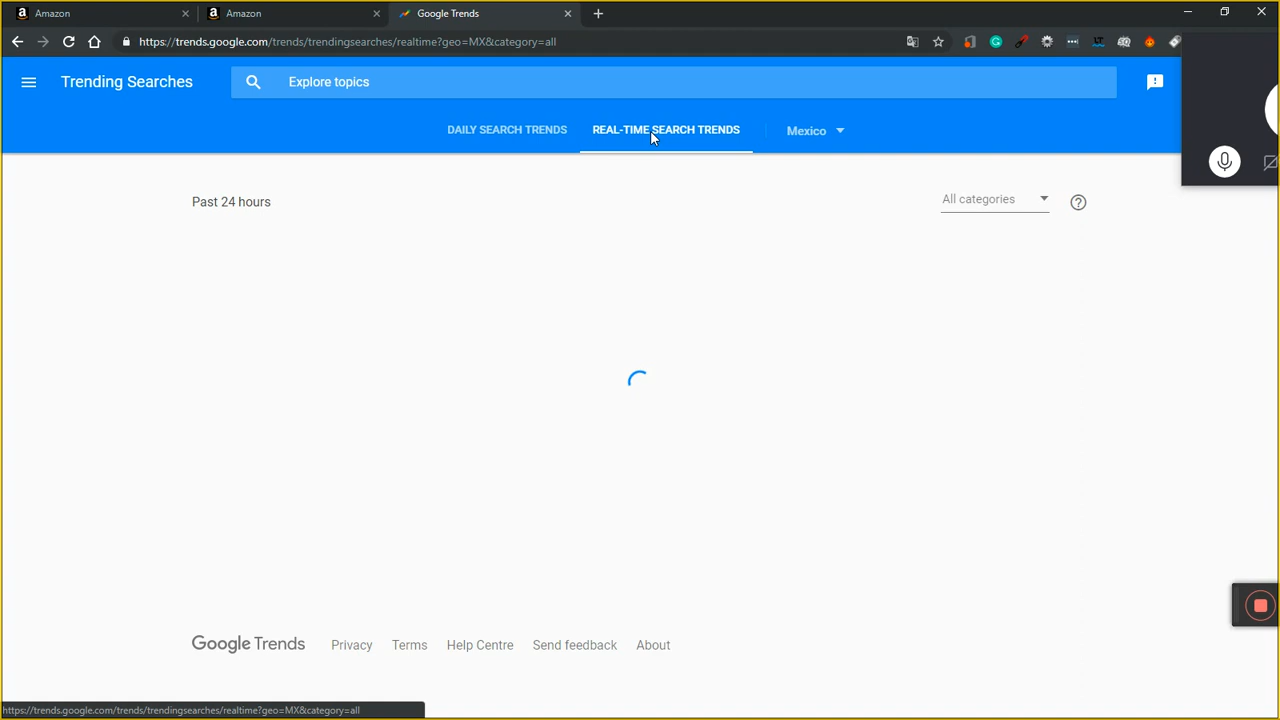 Amazon
Amazon
Google Trends
https://trends.google.com/trends/trendingsearches/realtime?geo=MX&category=all
Trending Searches
Explore topics
DAILY SEARCH TRENDS
REAL-TIME SEARCH TRENDS
Mexico
Past 24 hours
All categories
Google Trends
Privacy
Terms
Help Centre
Send feedback
About
https://trends.google.com/trends/trendingsearches/realtime?geo=MX&category=all